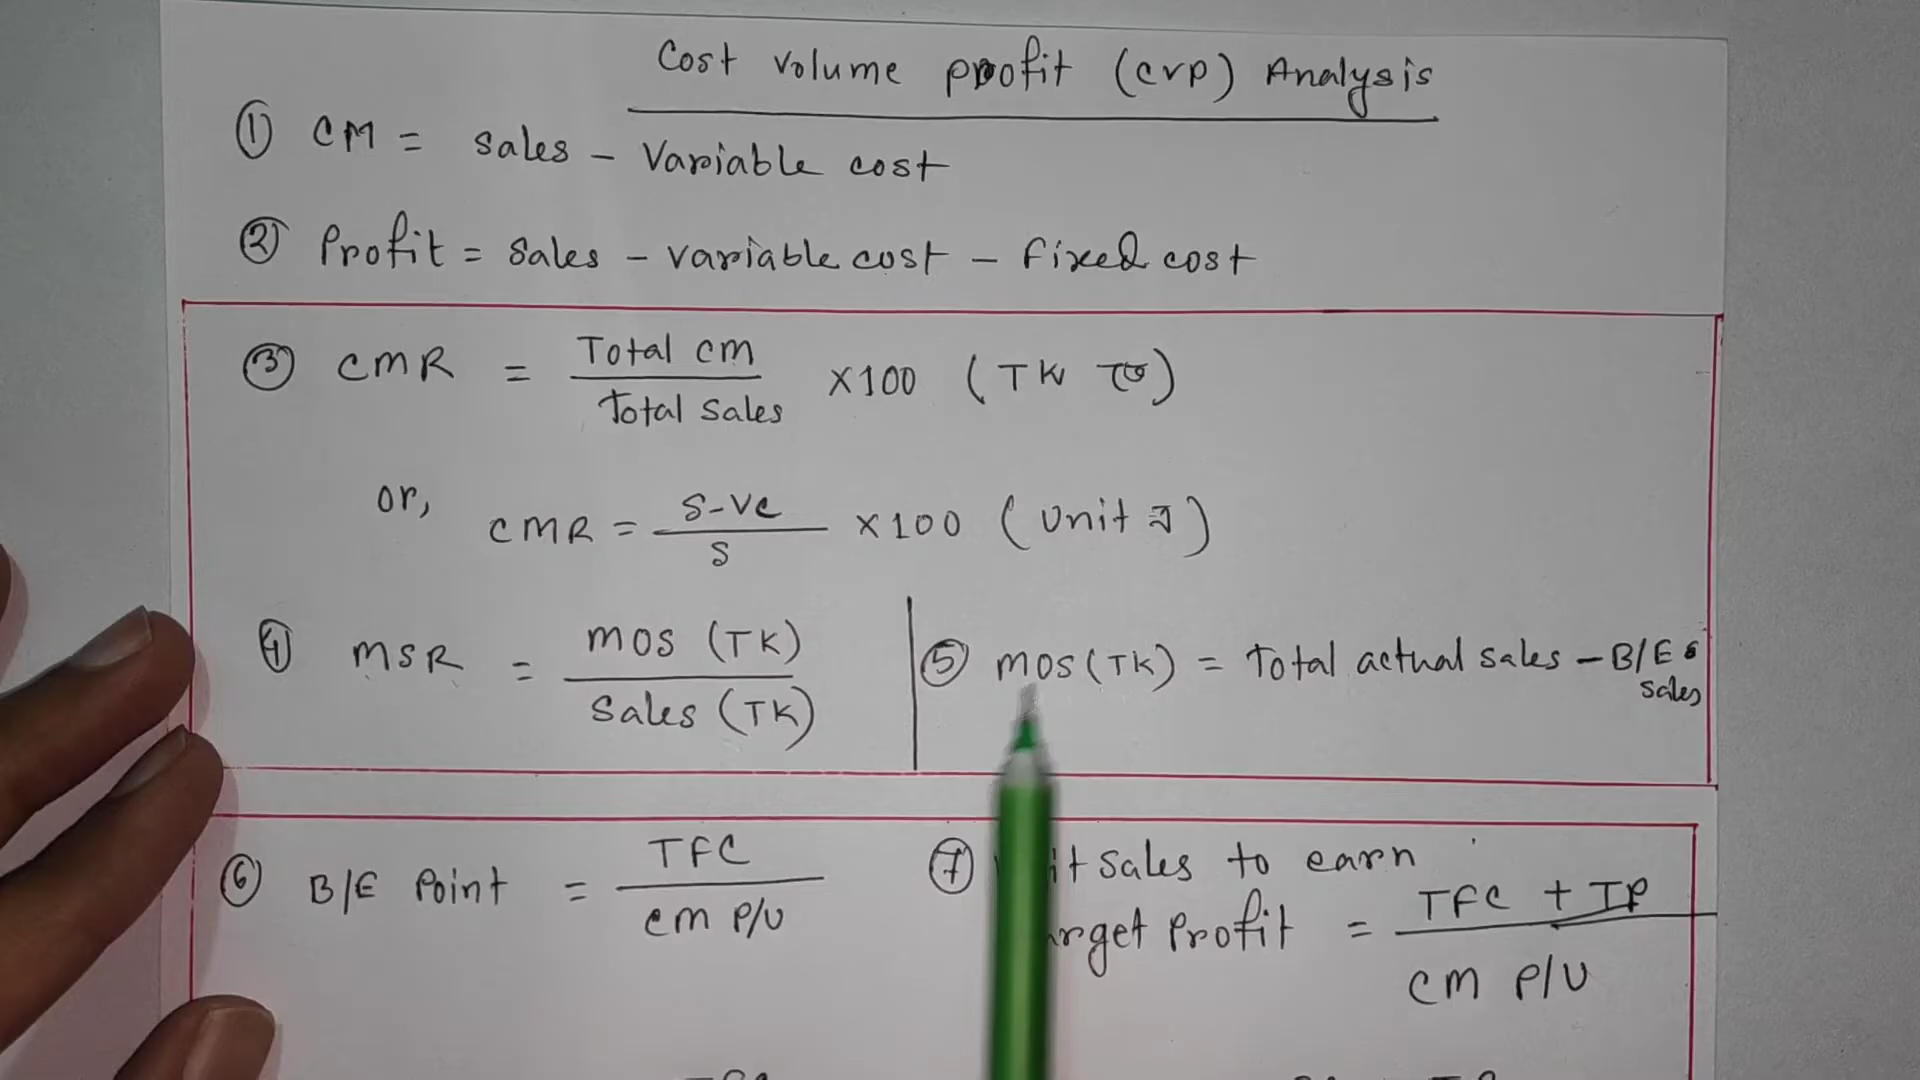 Cost volume profit (CVP) Analysis
① CM = Sales – Variable cost
② Profit = Sales – variable cost – fixed cost
③ CMR = Total CM / Total Sales × 100 (TK তে)
or, CMR = S-VC / S × 100 (Unit এ)
④ MSR = MOS (TK) / Sales (TK)
⑤ MOS (TK) = Total actual sales – B/E
sales
⑥ B/E Point = TFC / CM P/U
⑦ sales to earn
Profit = TFC + TP / CM P/U